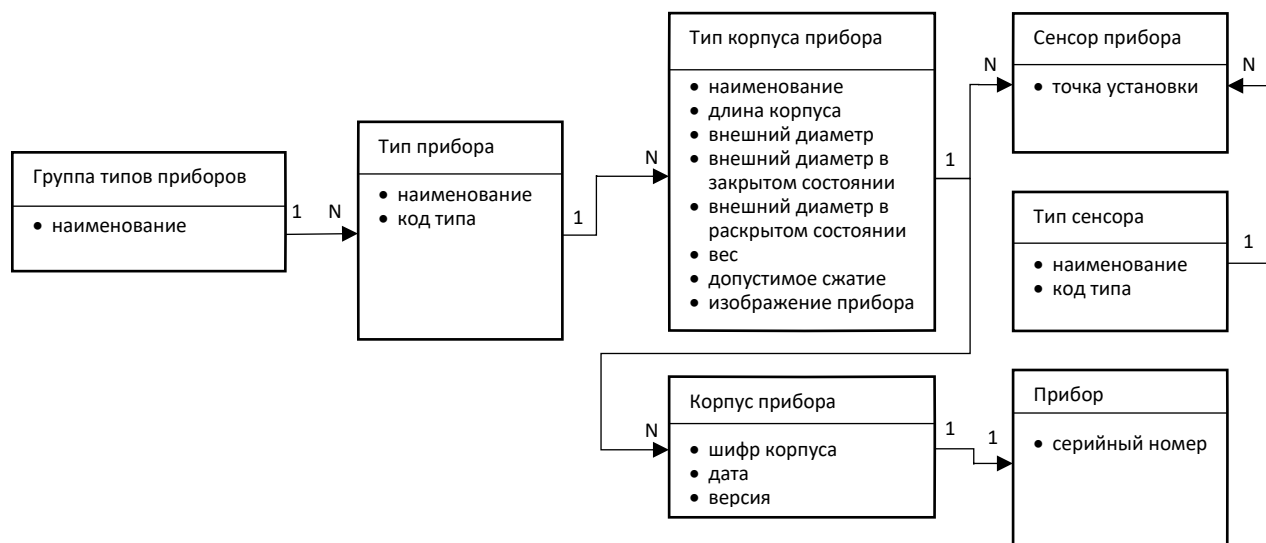 Группа типов приборов
• наименование
1
N
Тип прибора
• наименование
• код типа
1
N
Тип корпуса прибора
• наименование
• длина корпуса
• внешний диаметр
• внешний диаметр в
закрытом состоянии
• внешний диаметр в
раскрытом состоянии
• вес
• допустимое сжатие
• изображение прибора
1
N
Сенсор прибора
• точка установки
N
Тип сенсора
• наименование
• код типа
1
N
Корпус прибора
• шифр корпуса
• дата
• версия
1
1
Прибор
• серийный номер